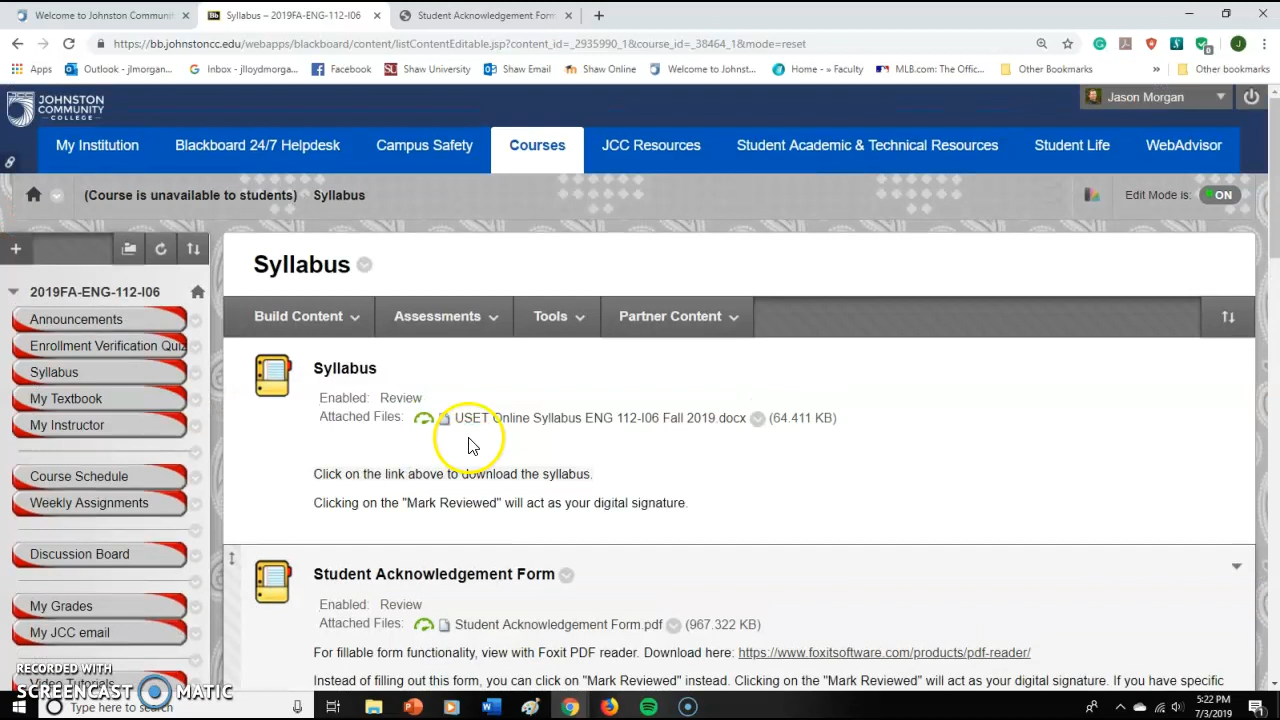 Welcome to Johnston Communit
Syllabus – 2019FA-ENG-112-I06
Student Acknowledgement Form
https://bb.johnstoncc.edu/webapps/blackboard/content/listContentEditable.jsp?content_id=_2935990_1&course_id=_38464_1&mode=reset
Apps
Outlook - jlmorgan...
Inbox - jlloydmorga...
Facebook
Shaw University
Shaw Email
Shaw Online
Welcome to Johnst...
Home - » Faculty
MLB.com: The Offic...
Other Bookmarks
Other bookmarks
JOHNSTON
COMMUNITY
COLLEGE
Jason Morgan
My Institution
Blackboard 24/7 Helpdesk
Campus Safety
Courses
JCC Resources
Student Academic & Technical Resources
Student Life
WebAdvisor
(Course is unavailable to students)
Syllabus
Edit Mode is:
ON
2019FA-ENG-112-I06
Announcements
Enrollment Verification Quiz
Syllabus
My Textbook
My Instructor
Course Schedule
Weekly Assignments
Discussion Board
My Grades
My JCC email
Video Tutorials
Syllabus
Build Content
Assessments
Tools
Partner Content
Syllabus
Enabled: Review
Attached Files: USET Online Syllabus ENG 112-I06 Fall 2019.docx (64.411 KB)
Click on the link above to download the syllabus.
Clicking on the "Mark Reviewed" will act as your digital signature.
Student Acknowledgement Form
Enabled: Review
Attached Files: Student Acknowledgement Form.pdf (967.322 KB)
For fillable form functionality, view with Foxit PDF reader. Download here: https://www.foxitsoftware.com/products/pdf-reader/
Instead of filling out this form, you can click on "Mark Reviewed" instead. Clicking on the "Mark Reviewed" will act as your digital signature. If you have specific
RECORDED WITH
SCREENCAST MATIC
Type here to search
5:22 PM
7/3/2019